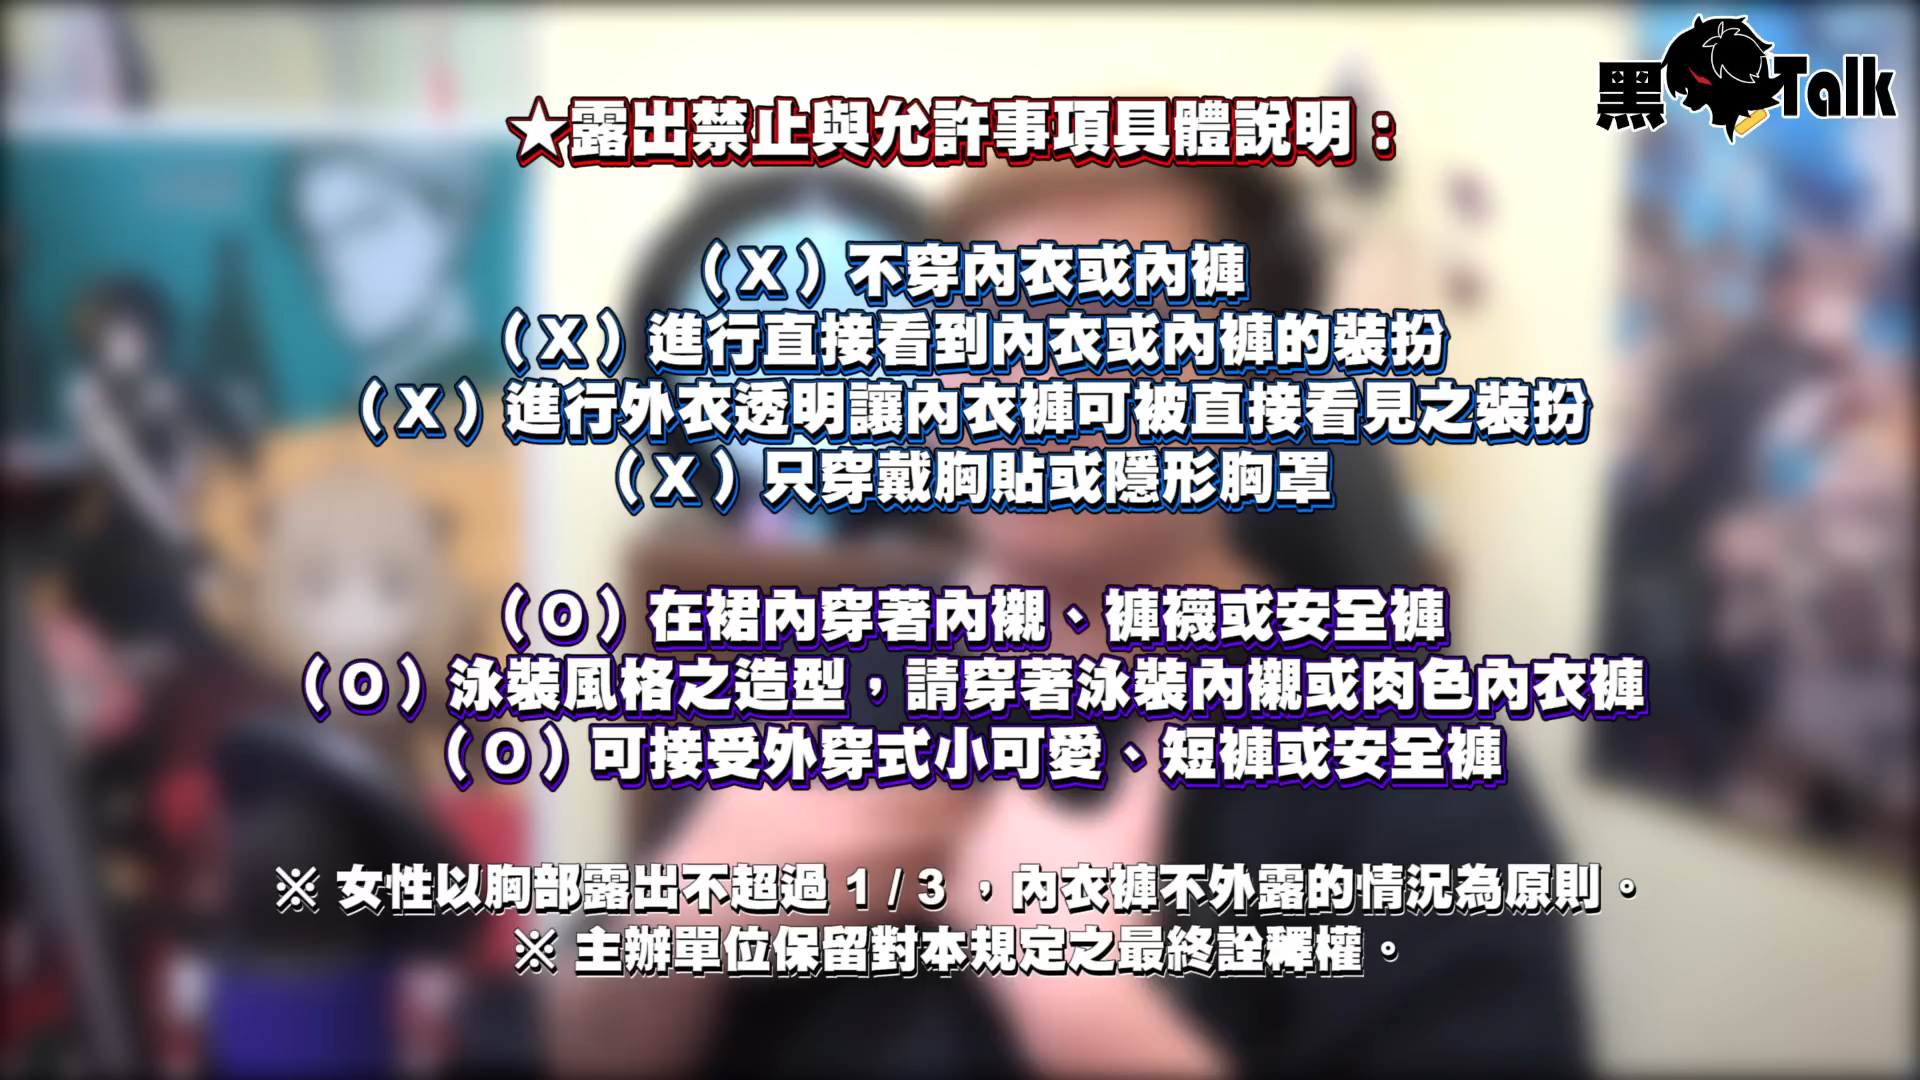 黑 Talk
★露出禁止與允許事項具體說明：
（X）不穿內衣或內褲
（X）進行直接看到內衣或內褲的裝扮
（X）進行外衣透明讓內衣褲可被直接看見之裝扮
（X）只穿戴胸貼或隱形胸罩
（O）在裙內穿著內襯、褲襪或安全褲
（O）泳裝風格之造型，請穿著泳裝內襯或肉色內衣褲
（O）可接受外穿式小可愛、短褲或安全褲
※ 女性以胸部露出不超過 1 / 3 ，內衣褲不外露的情況為原則。
※ 主辦單位保留對本規定之最終詮釋權。